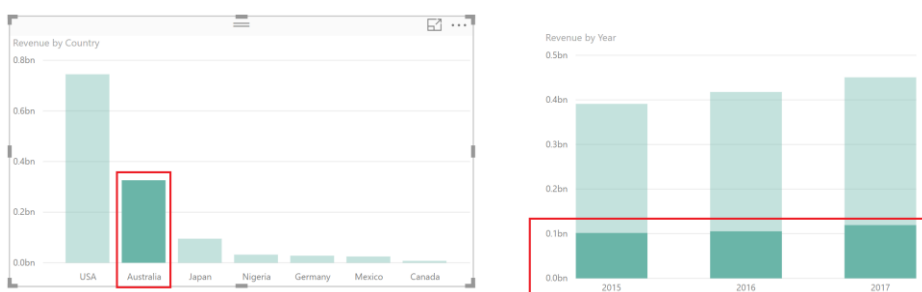 Revenue by Country
0.8bn
0.6bn
0.4bn
0.2bn
0.0bn
USA Australia Japan Nigeria Germany Mexico Canada
Revenue by Year
0.5bn
0.4bn
0.3bn
0.2bn
0.1bn
0.0bn
2015 2016 2017